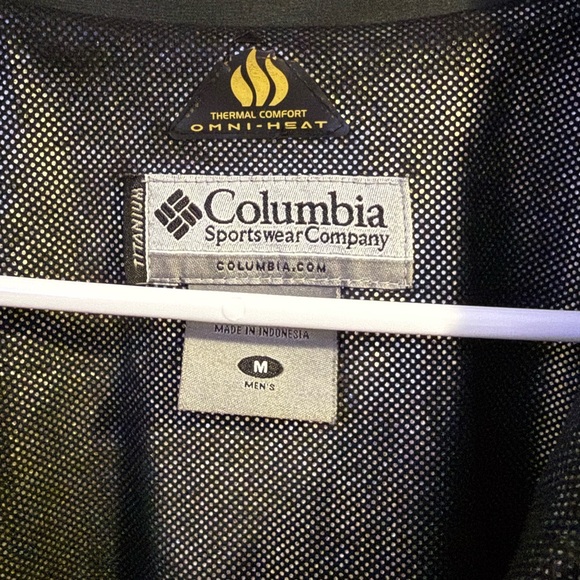 THERMAL COMFORT
OMNI-HEAT
TITANIUM
Columbia
Sportswear Company
COLUMBIA.COM
MADE IN INDONESIA
M
MEN'S